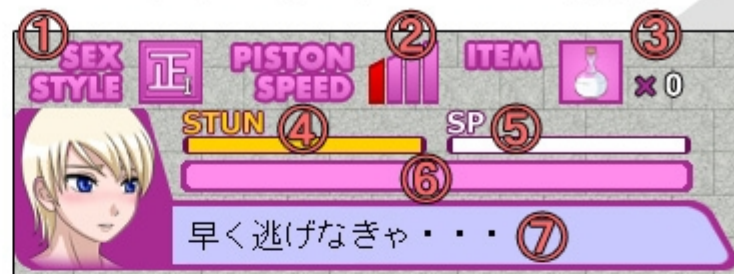 ① SEX STYLE 正1 ② PISTON SPEED ITEM ③ ×0
STUN ④ SP ⑤
⑥
早く逃げなきゃ・・・ ⑦